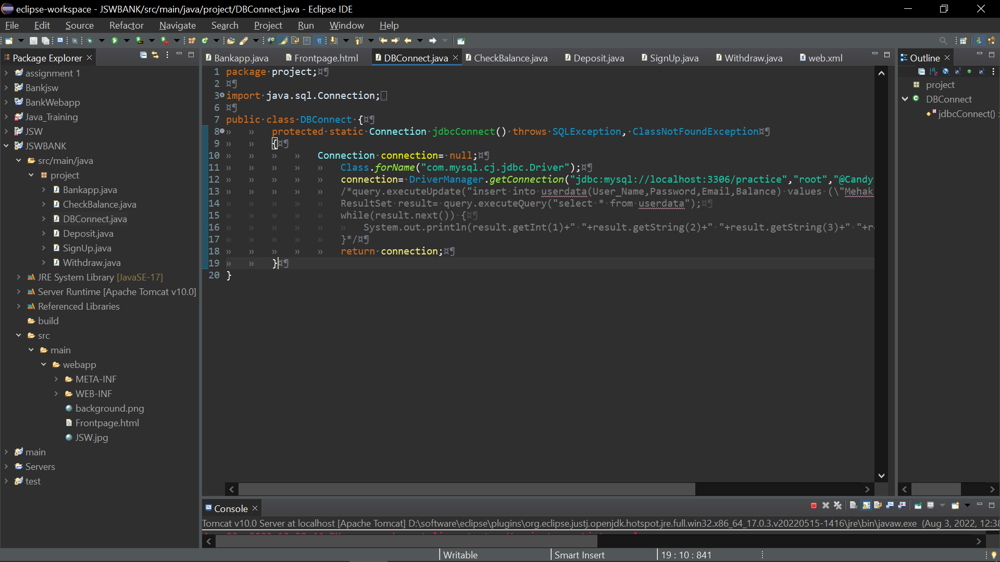 eclipse-workspace - JSWBANK/src/main/java/project/DBConnect.java - Eclipse IDE
File Edit Source Refactor Navigate Search Project Run Window Help
Package Explorer
assignment 1
Bankjsw
BankWebapp
Java_Training
JSW
JSWBANK
src/main/java
project
Bankapp.java
CheckBalance.java
DBConnect.java
Deposit.java
SignUp.java
Withdraw.java
JRE System Library [JavaSE-17]
Server Runtime [Apache Tomcat v10.0]
Referenced Libraries
build
src
main
webapp
META-INF
WEB-INF
background.png
Frontpage.html
JSW.jpg
main
Servers
test
Bankapp.java Frontpage.html DBConnect.java CheckBalance.java Deposit.java SignUp.java Withdraw.java web.xml
1 package project;
2
3 import java.sql.Connection;
6
7 public class DBConnect {
8 protected static Connection jdbcConnect() throws SQLException, ClassNotFoundException
9 {
10 Connection connection= null;
11 Class.forName("com.mysql.cj.jdbc.Driver");
12 connection= DriverManager.getConnection("jdbc:mysql://localhost:3306/practice","root","@Candy
13 /*query.executeUpdate("insert into userdata(User_Name,Password,Email,Balance) values (\"Mehak
14 ResultSet result= query.executeQuery("select * from userdata");
15 while(result.next()) {
16 System.out.println(result.getInt(1)+" "+result.getString(2)+" "+result.getString(3)+" "+r
17 }*/
18 return connection;
19 }
20 }
Outline
project
DBConnect
jdbcConnect() :
Console
Tomcat v10.0 Server at localhost [Apache Tomcat] D:\software\eclipse\plugins\org.eclipse.justj.openjdk.hotspot.jre.full.win32.x86_64_17.0.3.v20220515-1416\jre\bin\javaw.exe (Aug 3, 2022, 12:38
Writable Smart Insert 19 : 10 : 841